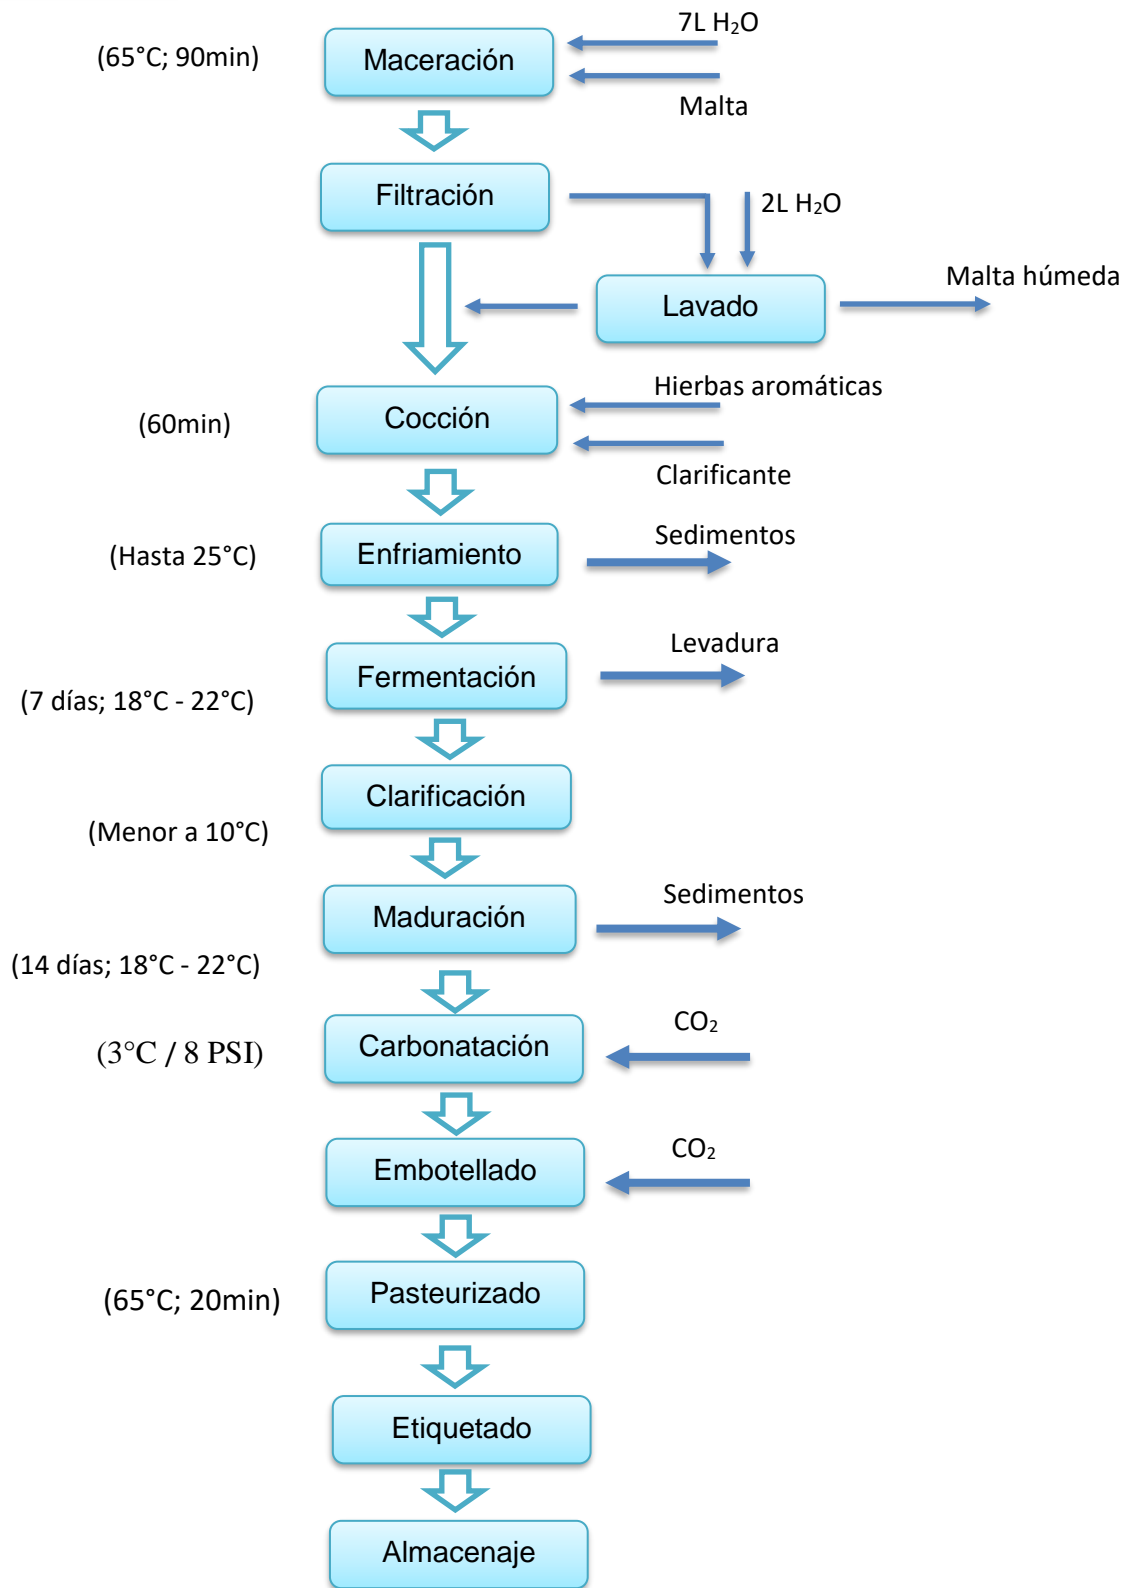 7L H₂O
(65°C; 90min)
Maceración
Malta
Filtración
2L H₂O
Malta húmeda
Lavado
Hierbas aromáticas
Cocción
(60min)
Clarificante
Sedimentos
(Hasta 25°C)
Enfriamiento
Levadura
Fermentación
(7 días; 18°C - 22°C)
Clarificación
(Menor a 10°C)
Sedimentos
Maduración
(14 días; 18°C - 22°C)
CO₂
(3°C / 8 PSI)
Carbonatación
CO₂
Embotellado
(65°C; 20min)
Pasteurizado
Etiquetado
Almacenaje